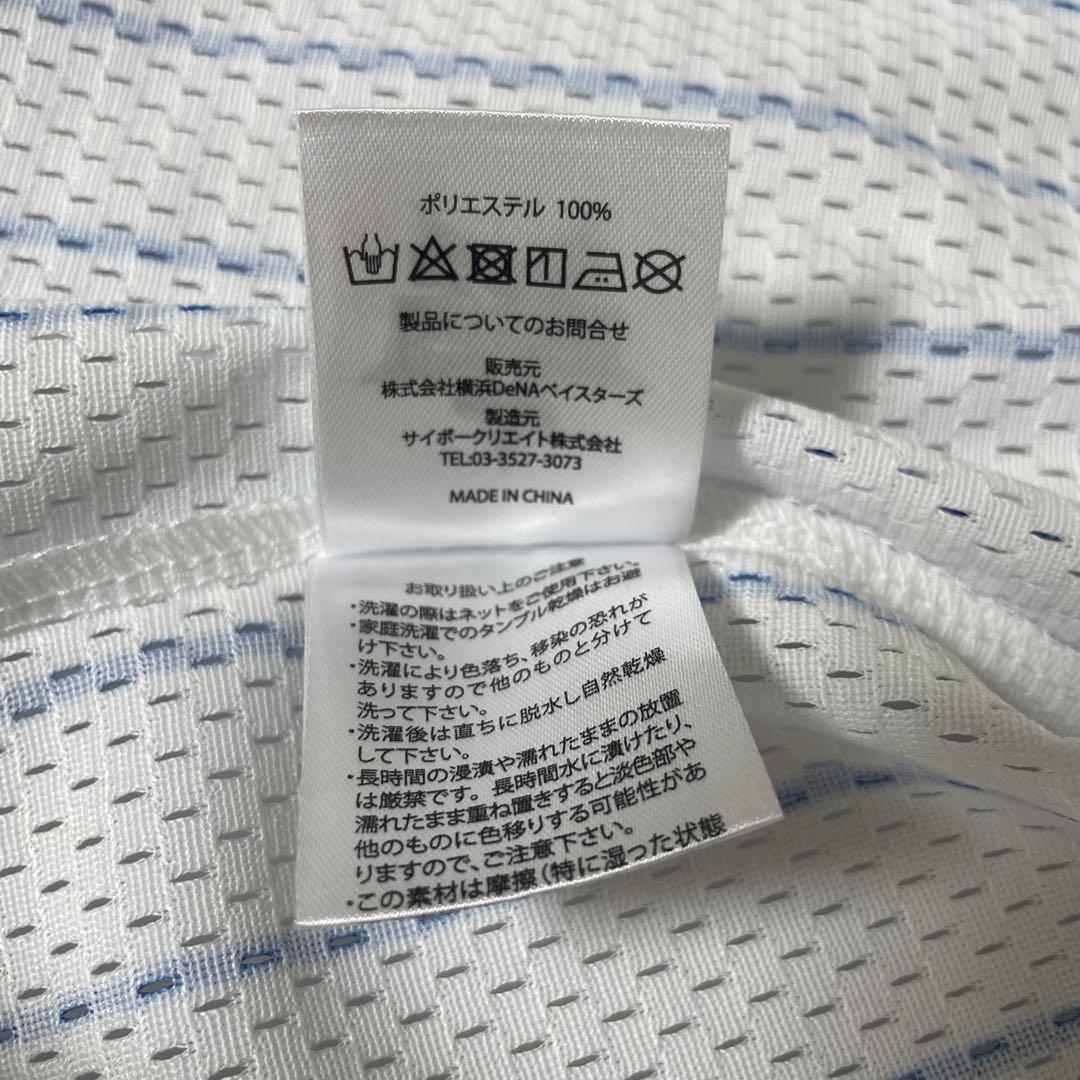 ポリエステル 100%
製品についてのお問合せ
販売元
株式会社横浜DeNAベイスターズ
製造元
サイボークリエイト株式会社
TEL:03-3527-3073
MADE IN CHINA
お取り扱い上のご注意
・洗濯の際はネットをご使用下さい。
・家庭洗濯でのタンブル乾燥はお避
け下さい。
・洗濯により色落ち、移染の恐れが
ありますので他のものと分けて
洗って下さい。
・洗濯後は直ちに脱水し自然乾燥
して下さい。
・長時間の浸漬や濡れたままの放置
は厳禁です。長時間水に漬けたり、
濡れたまま重ね置きすると淡色部や
他のものに色移りする可能性があ
りますので、ご注意下さい。
・この素材は摩擦(特に湿った状態